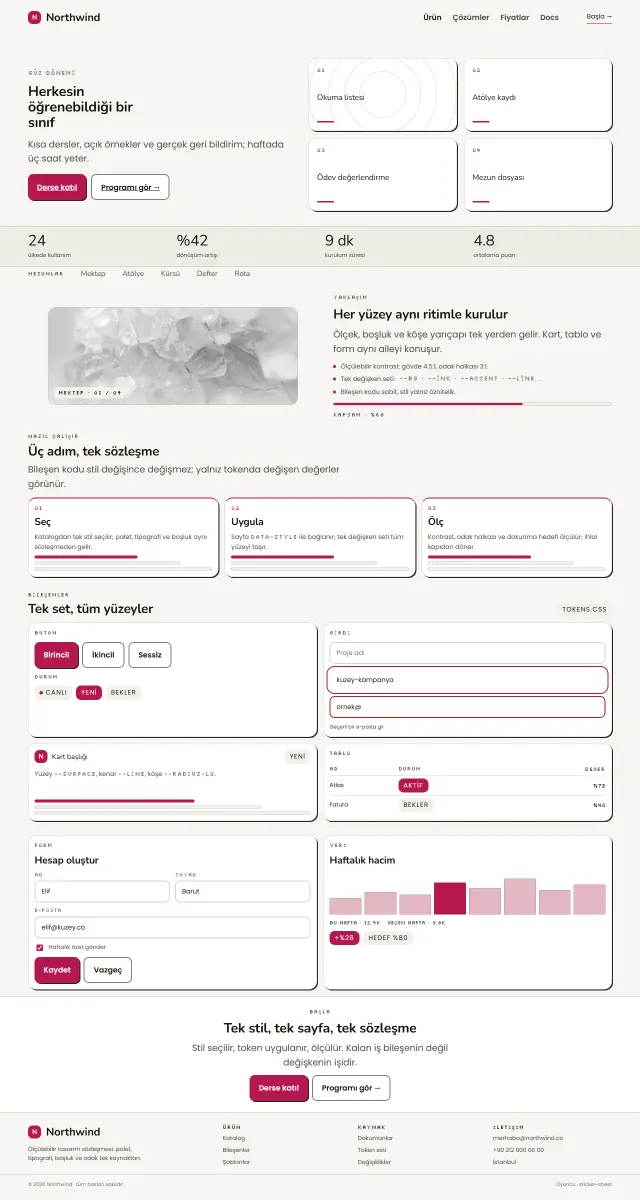 N Northwind
Ürün Çözümler Fiyatlar Docs Başla →
GÜZ DÖNEMİ
Herkesin
öğrenebildiği bir
sınıf
Kısa dersler, açık örnekler ve gerçek geri bildirim; haftada
üç saat yeter.
Derse katıl Programı gör →
01
Okuma listesi
02
Atölye kaydı
03
Ödev değerlendirme
04
Mezun dosyası
24
ülkede kullanım
%42
dönüşüm artışı
9 dk
kurulum süresi
4.8
ortalama puan
MEZUNLAR Mektep Atölye Kürsü Defter Rota
MEKTEP · 01 / 04
YAKLAŞIM
Her yüzey aynı ritimle kurulur
Ölçek, boşluk ve köşe yarıçapı tek yerden gelir. Kart, tablo ve
form aynı aileyi konuşur.
Ölçülebilir kontrast: gövde 4.5:1, odak halkası 3:1.
Tek değişken seti: --BG · --İNK · --ACCENT · --LİNE .
Bileşen kodu sabit, stil yalnız öznitelik.
KAPSAM · %68
NASIL ÇALIŞIR
Üç adım, tek sözleşme
Bileşen kodu stil değişince değişmez; yalnız tokenda değişen değerler
görünür.
01
Seç
Katalogdan tek stil seçilir; palet, tipografi ve boşluk aynı
sözleşmeden gelir.
02
Uygula
Sayfa DATA-STYLE ile bağlanır; tek değişken seti tüm
yüzeyi taşır.
03
Ölç
Kontrast, odak halkası ve dokunma hedefi ölçülür; ihlal
kapıdan döner.
BİLEŞENLER
Tek set, tüm yüzeyler
TOKENS.CSS
BUTON
Birincil İkincil Sessiz
DURUM
CANLI YENİ BEKLER
GİRDİ
Proje adı
kuzey-kampanya
ornek@
Geçerli bir e-posta gir
N Kart başlığı YENİ
Yüzey --SURFACE, kenar --LİNE, köşe --RADİUS-LG.
TABLO
AD DURUM DEĞER
Atlas AKTİF %72
Fatura BEKLER
FORM
Hesap oluştur
AD SOYAD
Elif Barut
E-POSTA
elif@kuzey.co
Haftalık özet gönder
Kaydet Vazgeç
VERİ
Haftalık hacim
BU HAFTA · 12.4K GEÇEN HAFTA · 9.8K
+%26 HEDEF %80
BAŞLA
Tek stil, tek sayfa, tek sözleşme
Stil seçilir, token uygulanır, ölçülür. Kalan iş bileşenin değil
değişkenin işidir.
Derse katıl Programı gör →
N Northwind
Ölçülebilir tasarım sözleşmesi: palet,
tipografi, boşluk ve odak tek kaynaktan.
ÜRÜN
Katalog
Bileşenler
Şablonlar
KAYNAK
Dokümanlar
Token seti
Değişiklikler
İLETİŞİM
merhaba@northwind.co
+90 212 000 00 00
İstanbul
© 2026 Northwind · tüm hakları saklıdır
Oyuncu · sticker-sheet